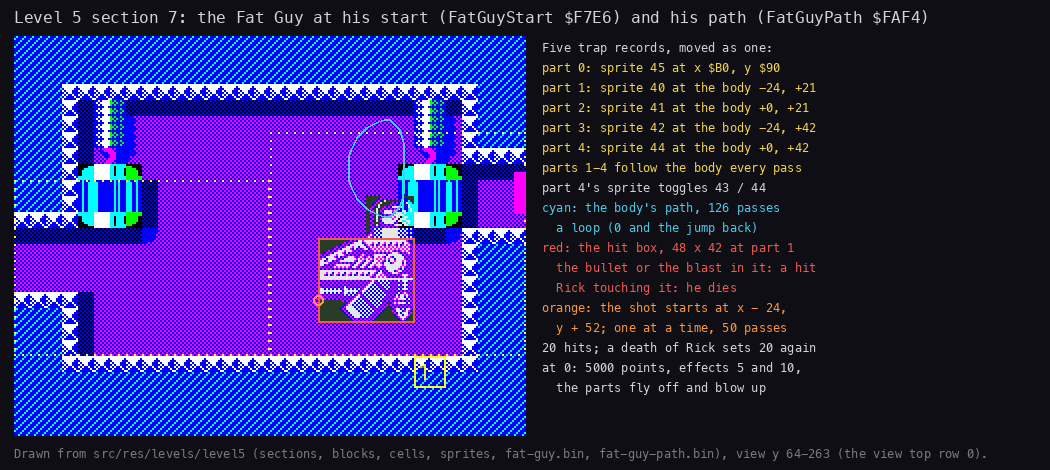 Level 5 section 7: the Fat Guy at his start (FatGuyStart $F7E6) and his path (FatGuyPath $FAF4)
Five trap records, moved as one:
part 0: sprite 45 at x $B0, y $90
part 1: sprite 40 at the body −24, +21
part 2: sprite 41 at the body +0, +21
part 3: sprite 42 at the body −24, +42
part 4: sprite 44 at the body +0, +42
parts 1−4 follow the body every pass
part 4's sprite toggles 43 / 44
cyan: the body's path, 126 passes
a loop (0 and the jump back)
red: the hit box, 48 x 42 at part 1
the bullet or the blast in it: a hit
Rick touching it: he dies
orange: the shot starts at x − 24,
y + 52; one at a time, 50 passes
20 hits; a death of Rick sets 20 again
at 0: 5000 points, effects 5 and 10,
the parts fly off and blow up
Drawn from src/res/levels/level5 (sections, blocks, cells, sprites, fat−guy.bin, fat−guy−path.bin), view y 64−263 (the view top row 0).